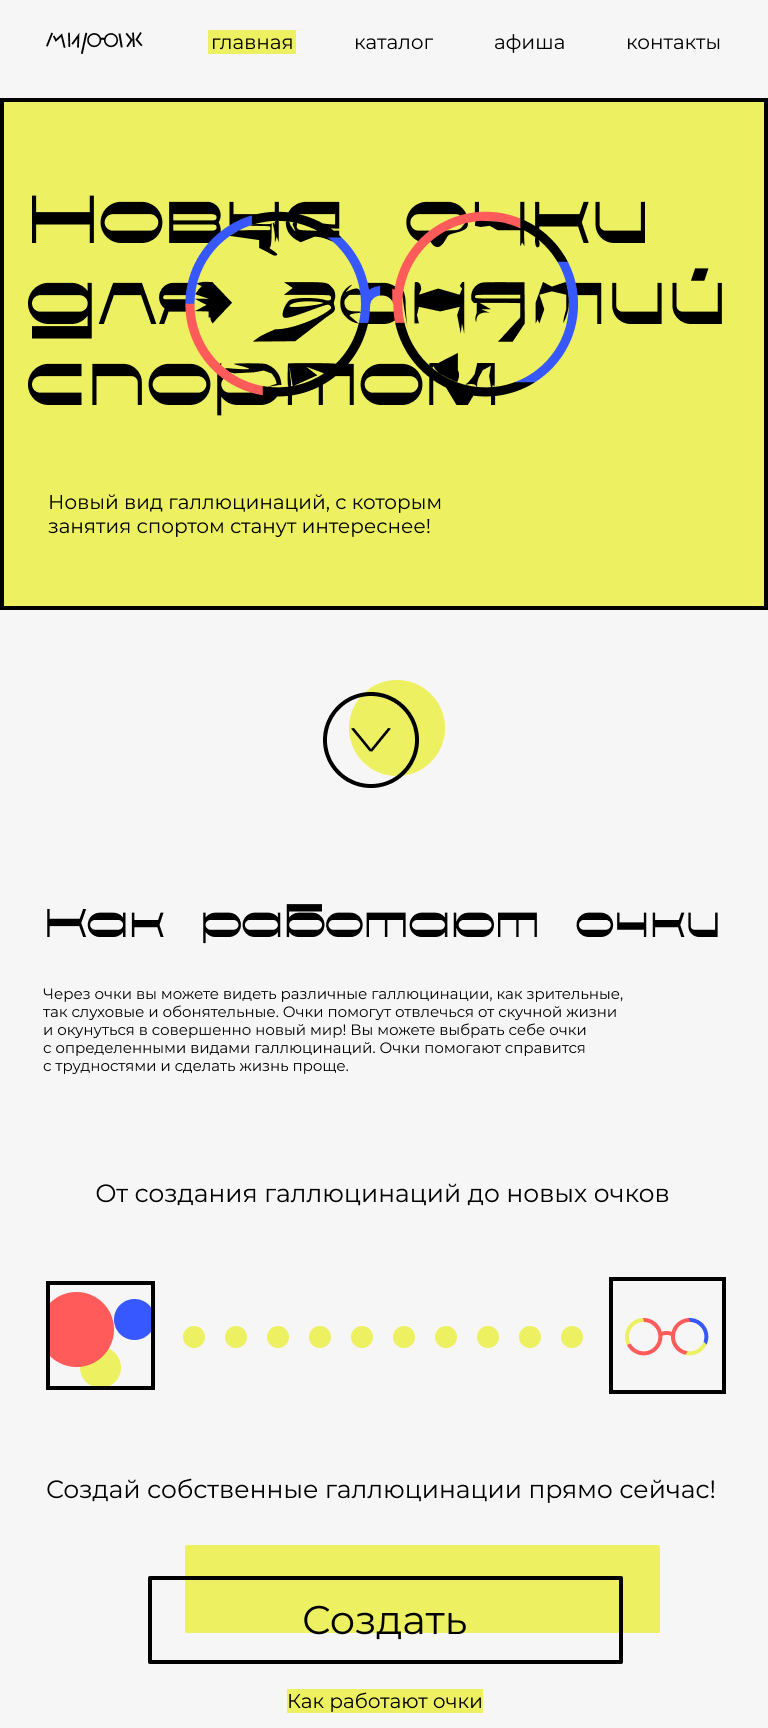 мираж
главная
каталог
афиша
контакты
Новые очки
для занятий
спортом
Новый вид галлюцинаций, с которым
занятия спортом станут интереснее!
Как работают очки
Через очки вы можете видеть различные галлюцинации, как зрительные,
так слуховые и обонятельные. Очки помогут отвлечься от скучной жизни
и окунуться в совершенно новый мир! Вы можете выбрать себе очки
с определенными видами галлюцинаций. Очки помогают справится
с трудностями и сделать жизнь проще.
От создания галлюцинаций до новых очков
Создай собственные галлюцинации прямо сейчас!
Создать
Как работают очки